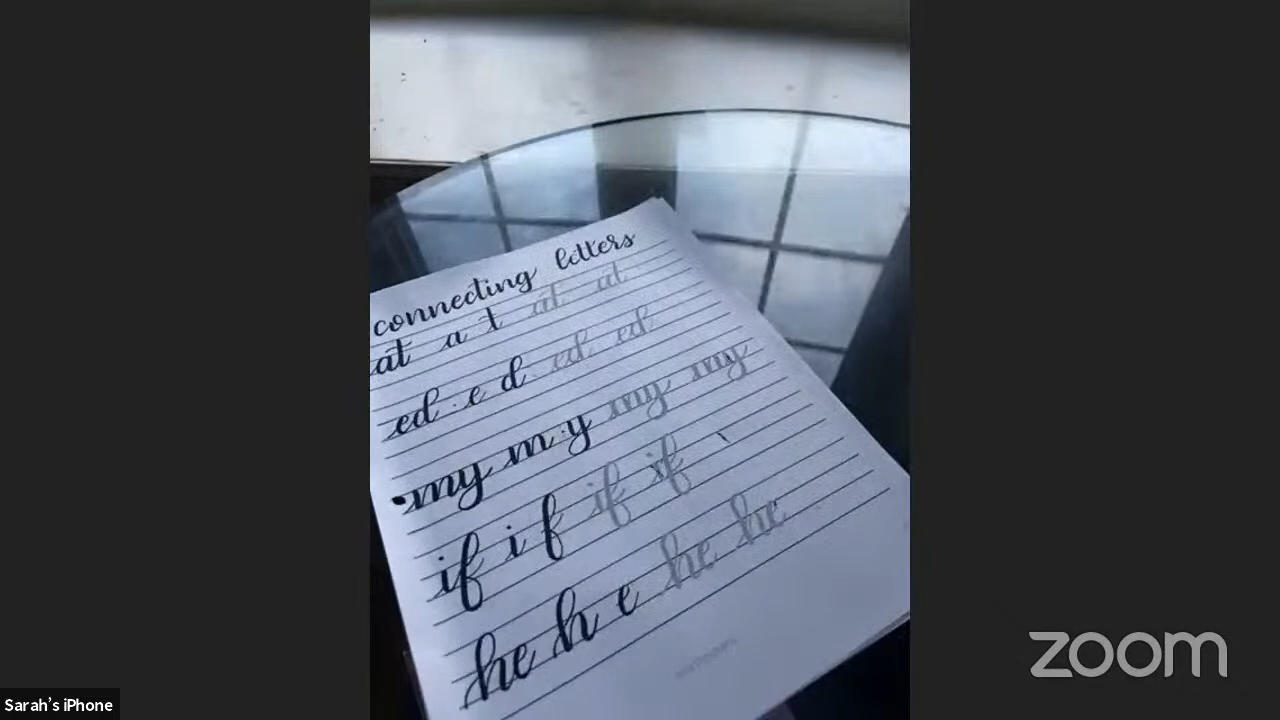 connecting letters
at a t at at
ed e d ed ed
my m y my my
if i f if if
he h e he he
zoom
Sarah's iPhone